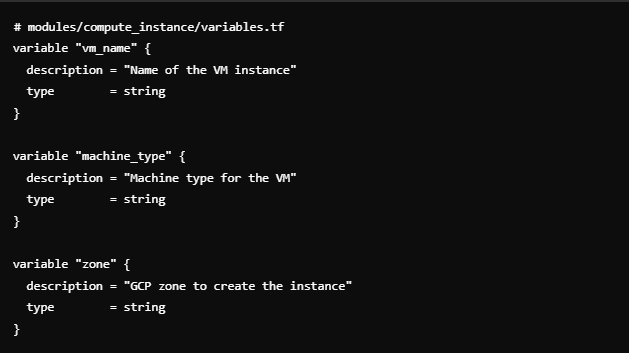 # modules/compute_instance/variables.tf
variable "vm_name" {
  description = "Name of the VM instance"
  type        = string
}

variable "machine_type" {
  description = "Machine type for the VM"
  type        = string
}

variable "zone" {
  description = "GCP zone to create the instance"
  type        = string
}